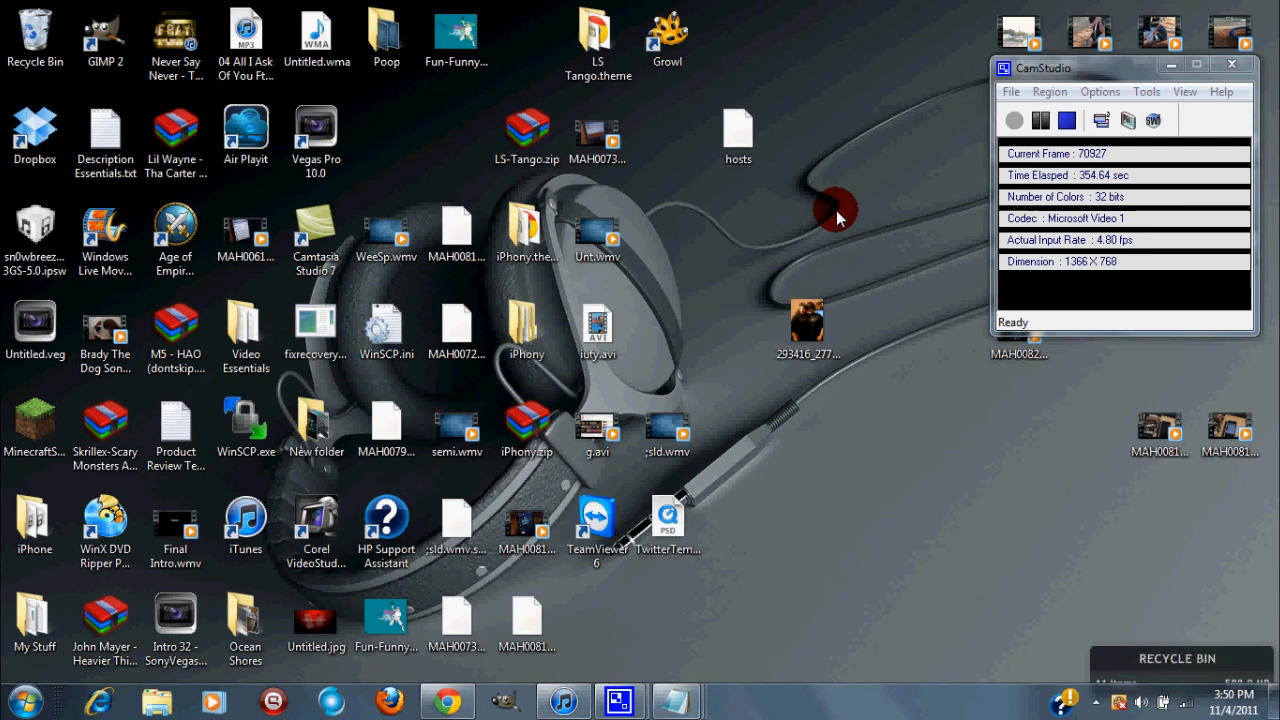 Recycle Bin
GIMP 2
Never Say
Never - T...
04 All I Ask
Of You Ft...
Untitled.wma
Poop
Fun-Funny...
LS
Tango.theme
Growl
Dropbox
Description
Essentials.txt
Lil Wayne -
Tha Carter ...
Air Playit
Vegas Pro
10.0
LS-Tango.zip
MAH0073...
hosts
sn0wbreez...
3GS-5.0.ipsw
Windows
Live Mov...
Age of
Empir...
MAH0061...
Camtasia
Studio 7
WeeSp.wmv
MAH0081...
iPhony.the...
Unt.wmv
Untitled.veg
Brady The
Dog Son...
M5 - HAO
(dontskip....
Video
Essentials
fixrecovery...
WinSCP.ini
MAH0072...
iPhony
iufy.avi
AVI
293416_277...
MAH0082...
MinecraftS...
Skrillex-Scary
Monsters A...
Product
Review Te...
WinSCP.exe
New folder
MAH0079...
semi.wmv
iPhony.zip
g.avi
;sld.wmv
MAH0081...
MAH0081...
iPhone
WinX DVD
Ripper P...
Final
Intro.wmv
iTunes
Corel
VideoStud...
HP Support
Assistant
;sld.wmv.s...
MAH0081...
TeamViewer
6
PSD
TwitterTem...
My Stuff
John Mayer -
Heavier Thi...
Intro 32 -
SonyVegas...
Ocean
Shores
Untitled.jpg
Fun-Funny...
MAH0073...
MAH0081...
CamStudio
File Region Options Tools View Help
Current Frame : 70927
Time Elasped : 354.64 sec
Number of Colors : 32 bits
Codec : Microsoft Video 1
Actual Input Rate : 4.80 fps
Dimension : 1366 X 768
Ready
RECYCLE BIN
3:50 PM
11/4/2011